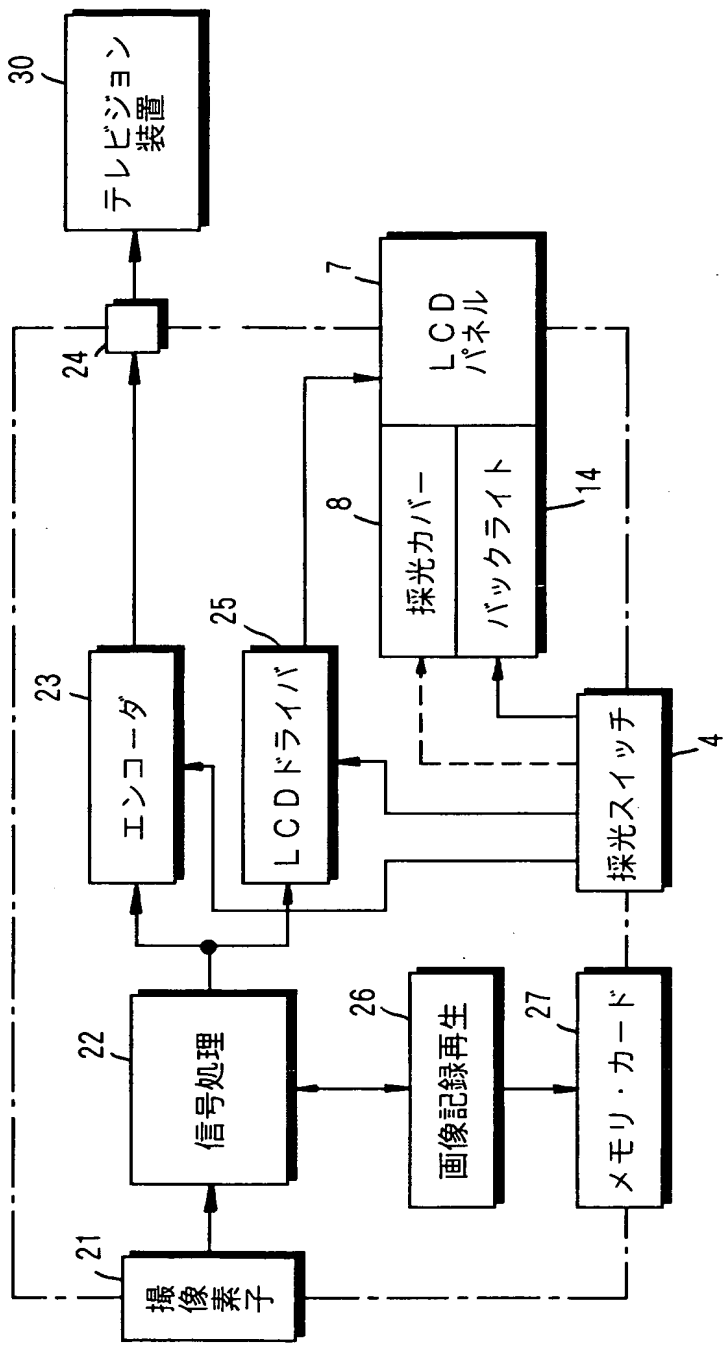 21
撮像
素子
22
信号処理
23
エンコーダ
24
30
テレビジョン
装置
25
LCDドライバ
7
LCD
パネル
8
採光カバー
バックライト
14
26
画像記録再生
27
メモリ・カード
採光スイッチ
4